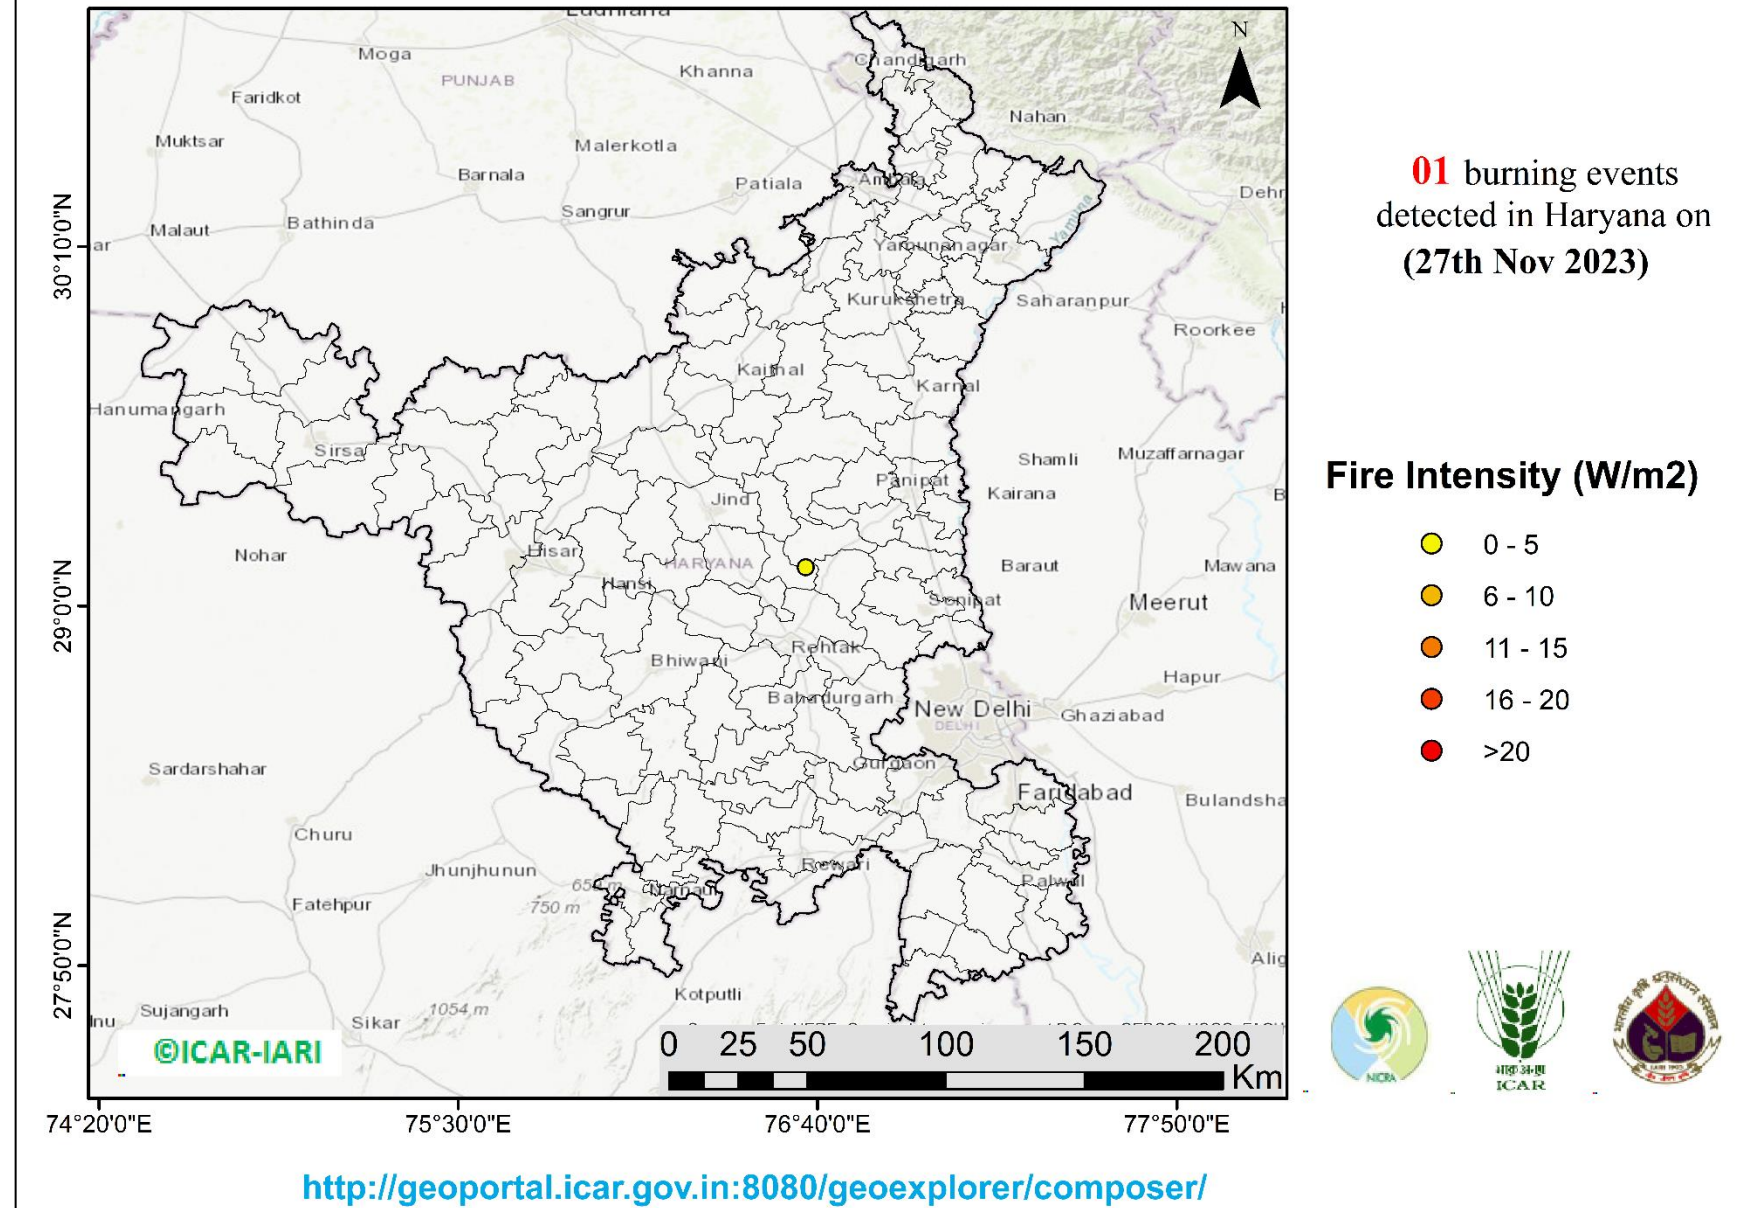 Ludhiana
Moga
PUNJAB
Khanna
Chandigarh
N
Faridkot
Nahan
Muktsar
Malerkotla
Barnala
Patiala
Ambala
Dehr
Sangrur
Malaut
Bathinda
Yamuna
ar
Yamunanagar
30°10'0"N
Kurukshetra
Saharanpur
Roorkee
Kaithal
Karnal
Hanumangarh
Sirsa
Shamli
Muzaffarnagar
Panipat
Kairana
Jind
B
Nohar
Hisar
HARYANA
Baraut
Mawana
Hansi
Sonipat
Meerut
29°0'0"N
Rohtak
Bhiwani
Hapur
Bahadurgarh
New Delhi
DELHI
Ghaziabad
Sardarshahar
Gurgaon
Faridabad
Bulandsha
Churu
Jhunjhunun
Rewari
Narnaul
Palwal
Fatehpur
750 m
27°50'0"N
Alig
Kotputli
Sujangarh
1054 m
Sikar
©ICAR-IARI
0 25 50 100 150 200
Km
74°20'0"E 75°30'0"E 76°40'0"E 77°50'0"E
01 burning events
detected in Haryana on
(27th Nov 2023)
Fire Intensity (W/m2)
0 - 5
6 - 10
11 - 15
16 - 20
>20
NICRA
भाकृअनुप
ICAR
http://geoportal.icar.gov.in:8080/geoexplorer/composer/